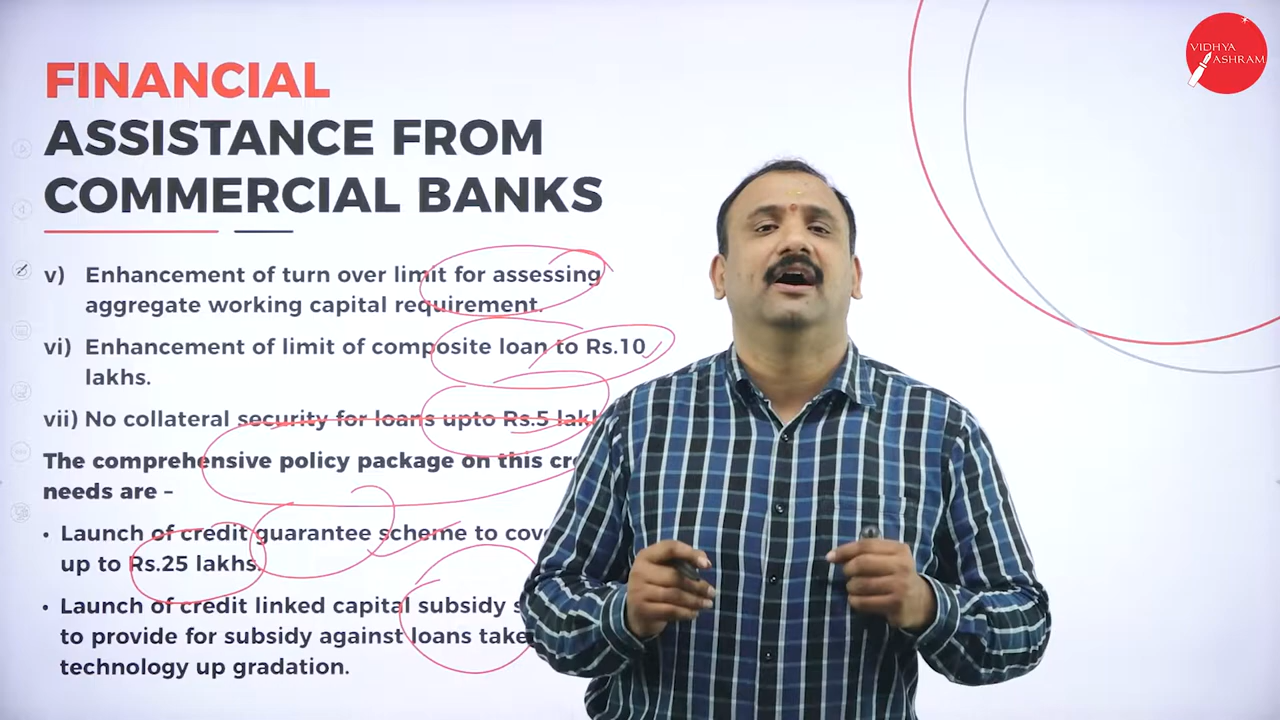 VIDHYA
ASHRAM
FINANCIAL
ASSISTANCE FROM
COMMERCIAL BANKS
v) Enhancement of turn over limit for assessing
aggregate working capital requirement.
vi) Enhancement of limit of composite loan to Rs.10
lakhs.
vii) No collateral security for loans upto Rs.5
The comprehensive policy package on this
needs are –
• Launch of credit guarantee scheme to
up to Rs.25 lakhs.
• Launch of credit linked capital subsidy
to provide for subsidy against loans
technology up gradation.